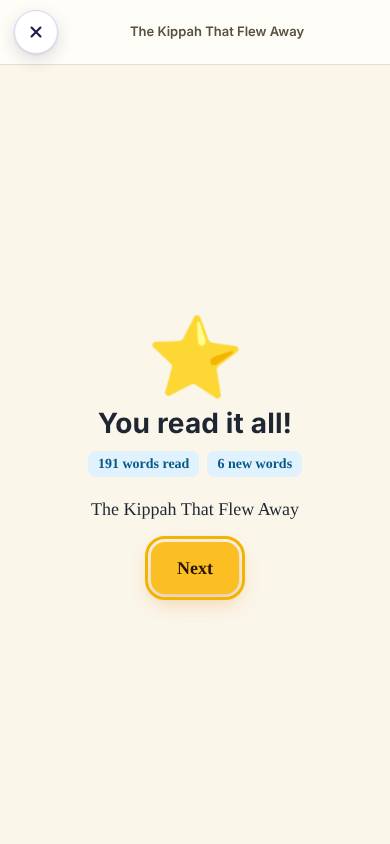 The Kippah That Flew Away
You read it all!
191 words read 6 new words
The Kippah That Flew Away
Next